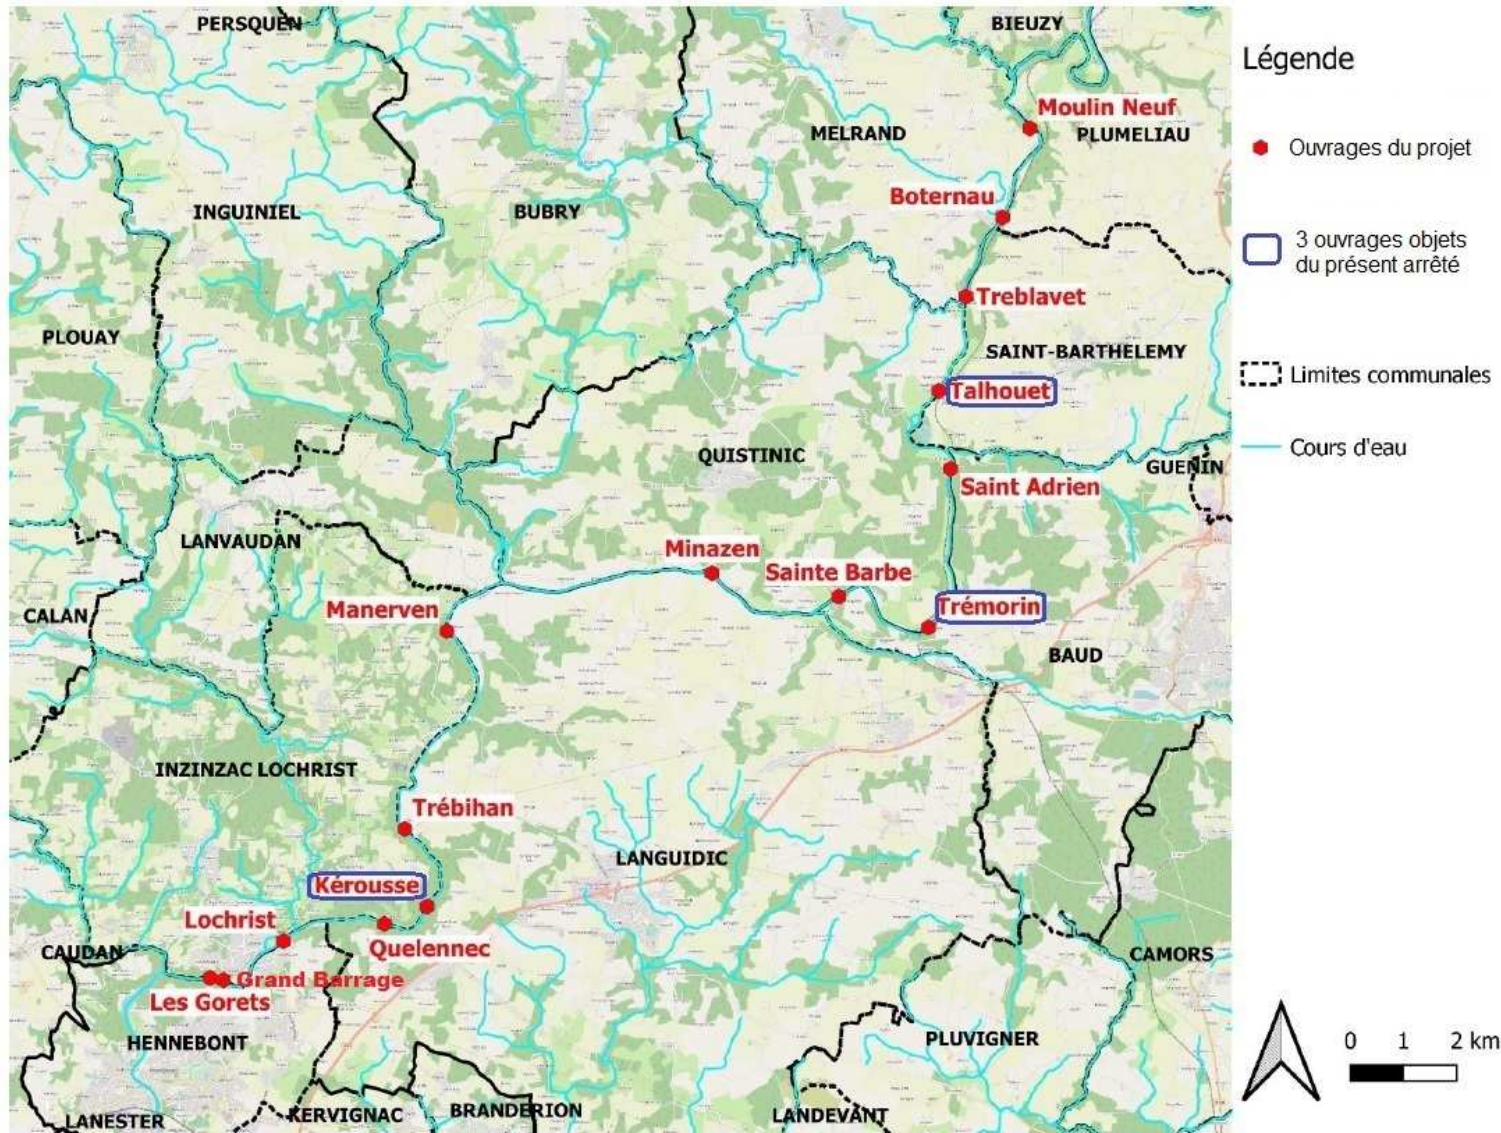 PERSQUEN
BIEUZY
Légende
Moulin Neuf
MELRAND
PLUMELIAU
Ouvrages du projet
Boternau
INGUINIEL
BUBRY
3 ouvrages objets
du présent arrêté
Treblavet
PLOUAY
SAINT-BARTHELEMY
Limites communales
Talhouet
QUISTINIC
Cours d'eau
GUENIN
Saint Adrien
LANVAUDAN
Minazen
Sainte Barbe
Manerven
Trémorin
CALAN
BAUD
INZINZAC LOCHRIST
Trébihan
LANGUIDIC
Kérousse
Lochrist
Quelennec
CAUDAN
CAMORS
Grand Barrage
Les Gorets
HENNEBONT
PLUVIGNER
0 1 2 km
LANESTER
KERVIGNAC
BRANDERION
LANDEVANT